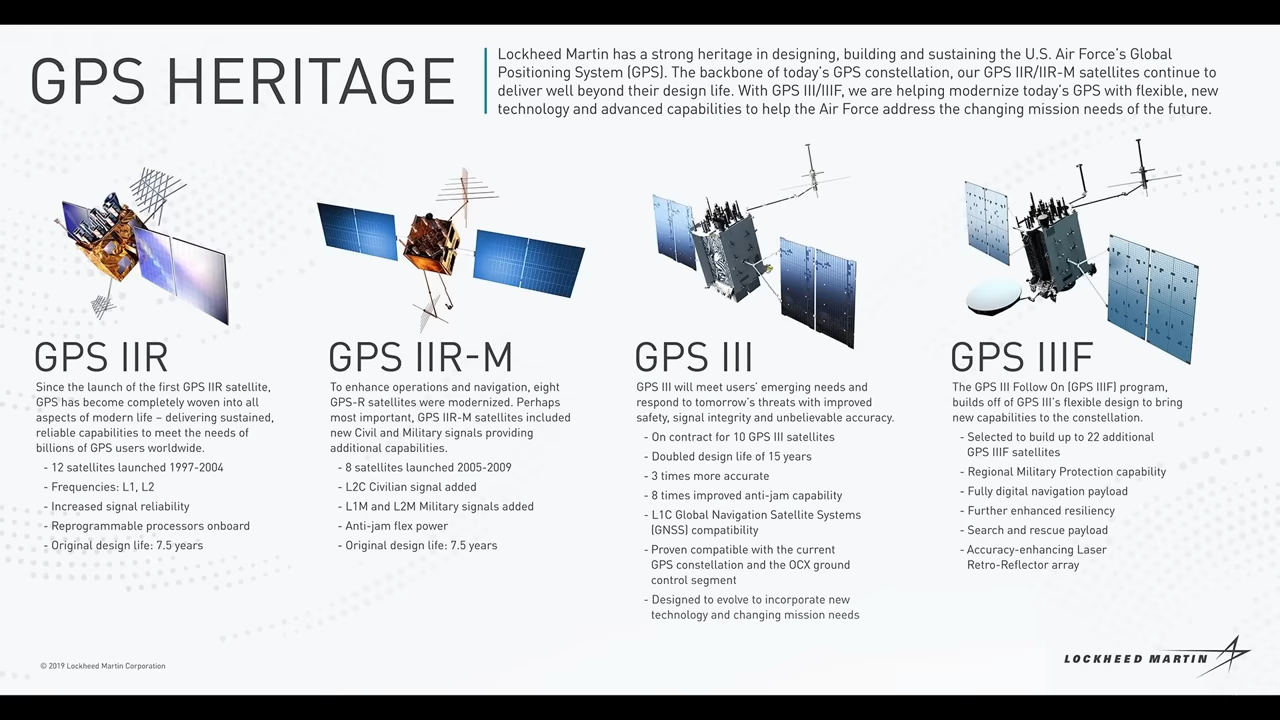 GPS HERITAGE
Lockheed Martin has a strong heritage in designing, building and sustaining the U.S. Air Force's Global
Positioning System (GPS). The backbone of today's GPS constellation, our GPS IIR/IIR-M satellites continue to
deliver well beyond their design life. With GPS III/IIIF, we are helping modernize today's GPS with flexible, new
technology and advanced capabilities to help the Air Force address the changing mission needs of the future.
GPS IIR
Since the launch of the first GPS IIR satellite,
GPS has become completely woven into all
aspects of modern life – delivering sustained,
reliable capabilities to meet the needs of
billions of GPS users worldwide.
- 12 satellites launched 1997-2004
- Frequencies: L1, L2
- Increased signal reliability
- Reprogrammable processors onboard
- Original design life: 7.5 years
GPS IIR-M
To enhance operations and navigation, eight
GPS-R satellites were modernized. Perhaps
most important, GPS IIR-M satellites included
new Civil and Military signals providing
additional capabilities.
- 8 satellites launched 2005-2009
- L2C Civilian signal added
- L1M and L2M Military signals added
- Anti-jam flex power
- Original design life: 7.5 years
GPS III
GPS III will meet users' emerging needs and
respond to tomorrow's threats with improved
safety, signal integrity and unbelievable accuracy.
- On contract for 10 GPS III satellites
- Doubled design life of 15 years
- 3 times more accurate
- 8 times improved anti-jam capability
- L1C Global Navigation Satellite Systems
(GNSS) compatibility
- Proven compatible with the current
GPS constellation and the OCX ground
control segment
- Designed to evolve to incorporate new
technology and changing mission needs
GPS IIIF
The GPS III Follow On (GPS IIIF) program,
builds off of GPS III's flexible design to bring
new capabilities to the constellation.
- Selected to build up to 22 additional
GPS IIIF satellites
- Regional Military Protection capability
- Fully digital navigation payload
- Further enhanced resiliency
- Search and rescue payload
- Accuracy-enhancing Laser
Retro-Reflector array
© 2019 Lockheed Martin Corporation
LOCKHEED MARTIN